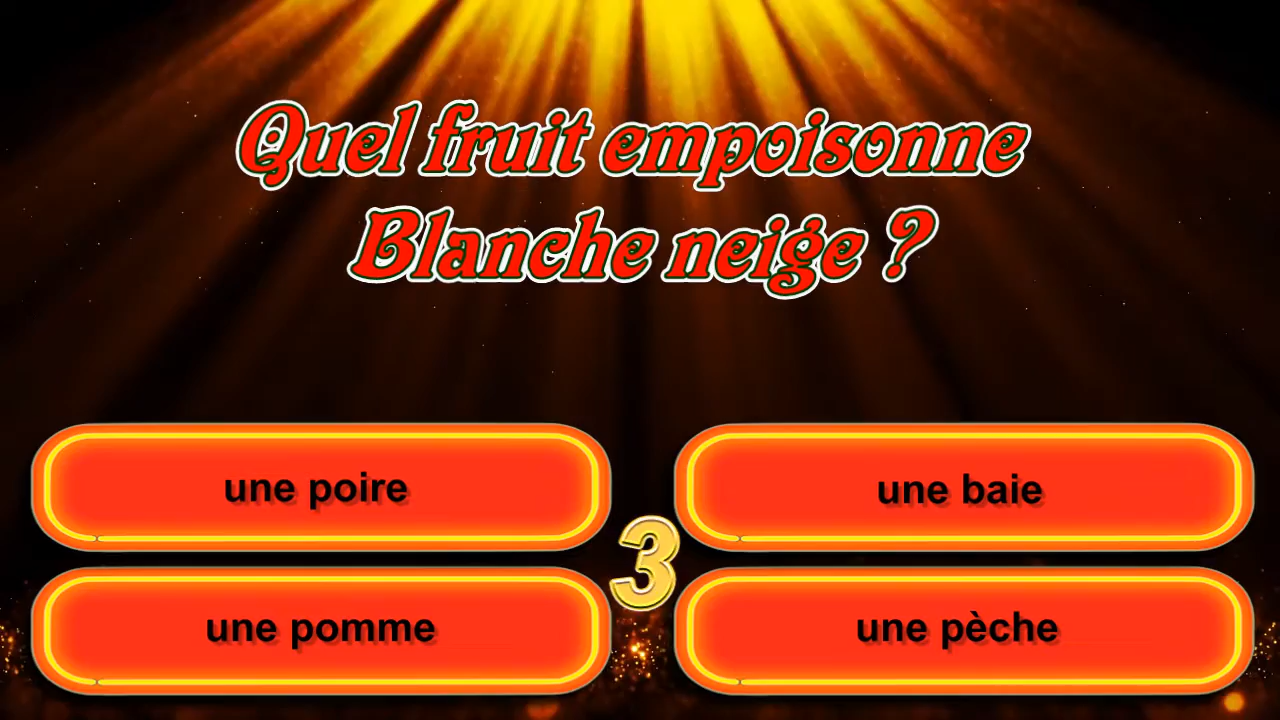 Quel fruit empoisonne
Blanche neige ?
une poire
une baie
3
une pomme
une pèche